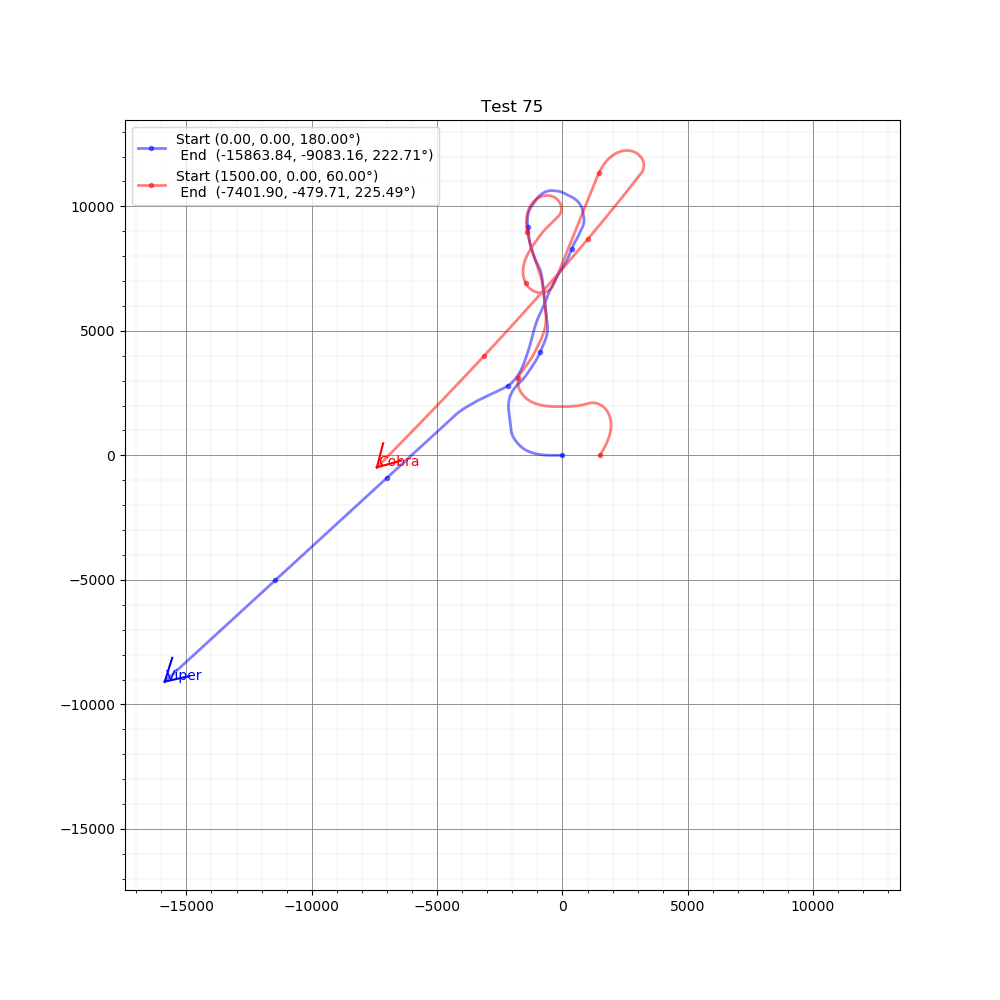 Test 75
Start (0.00, 0.00, 180.00°)
End (-15863.84, -9083.16, 222.71°)
Start (1500.00, 0.00, 60.00°)
End (-7401.90, -479.71, 225.49°)
10000
5000
0
−5000
−10000
−15000
Cobra
Viper
−15000 −10000 −5000 0 5000 10000